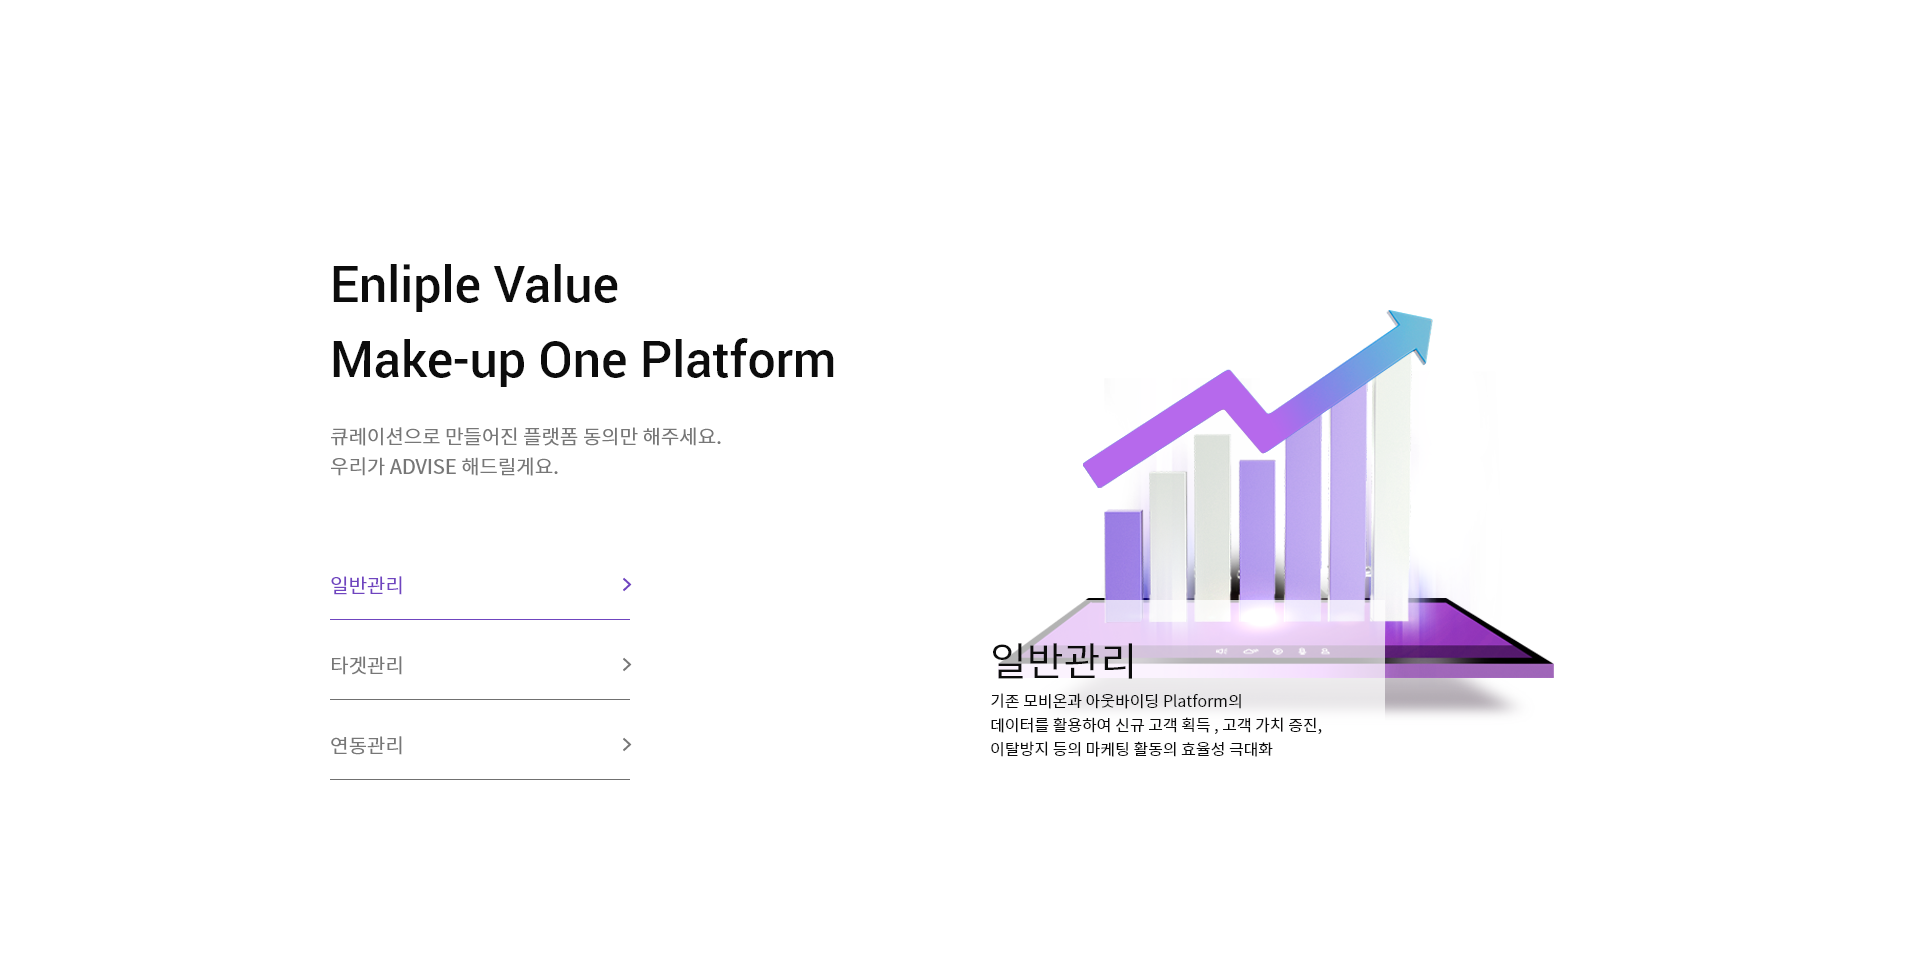 Enliple Value
Make-up One Platform
큐레이션으로 만들어진 플랫폼 동의만 해주세요.
우리가 ADVISE 해드릴게요.
일반관리
타겟관리
연동관리
일반관리
기존 모비온과 아웃바이딩 Platform의
데이터를 활용하여 신규 고객 획득 , 고객 가치 증진,
이탈방지 등의 마케팅 활동의 효율성 극대화